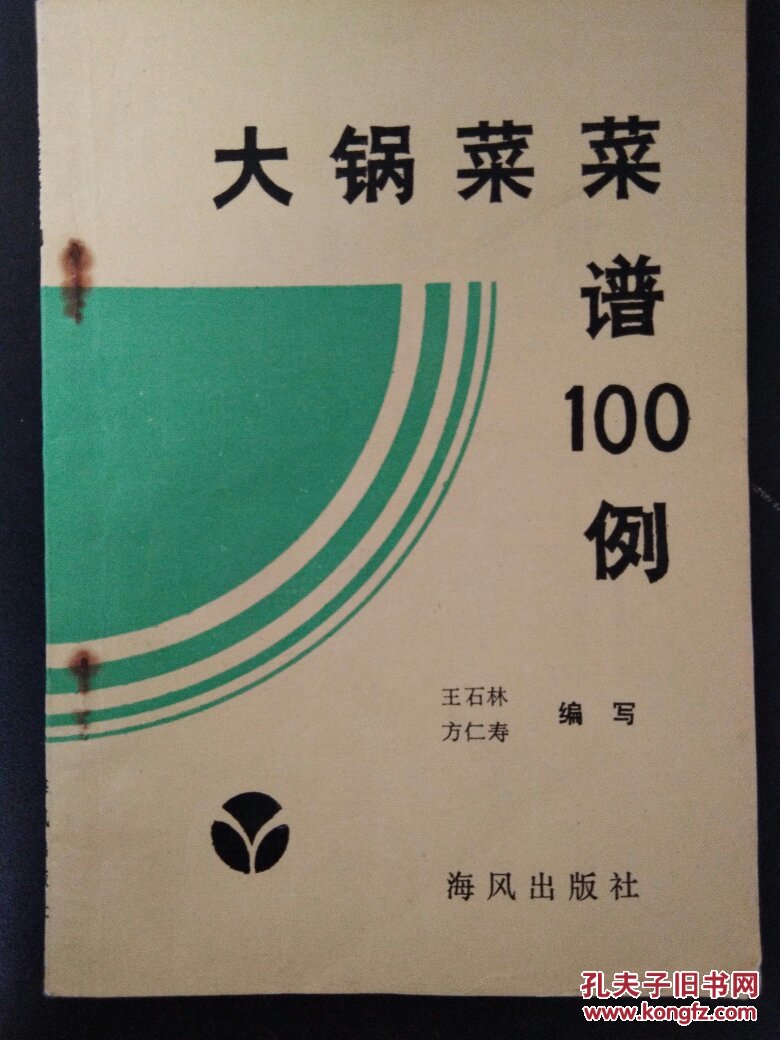 大锅菜菜
谱
100
例
王石林
方仁寿
编写
海风出版社
孔夫子旧书网
www.kongfz.com